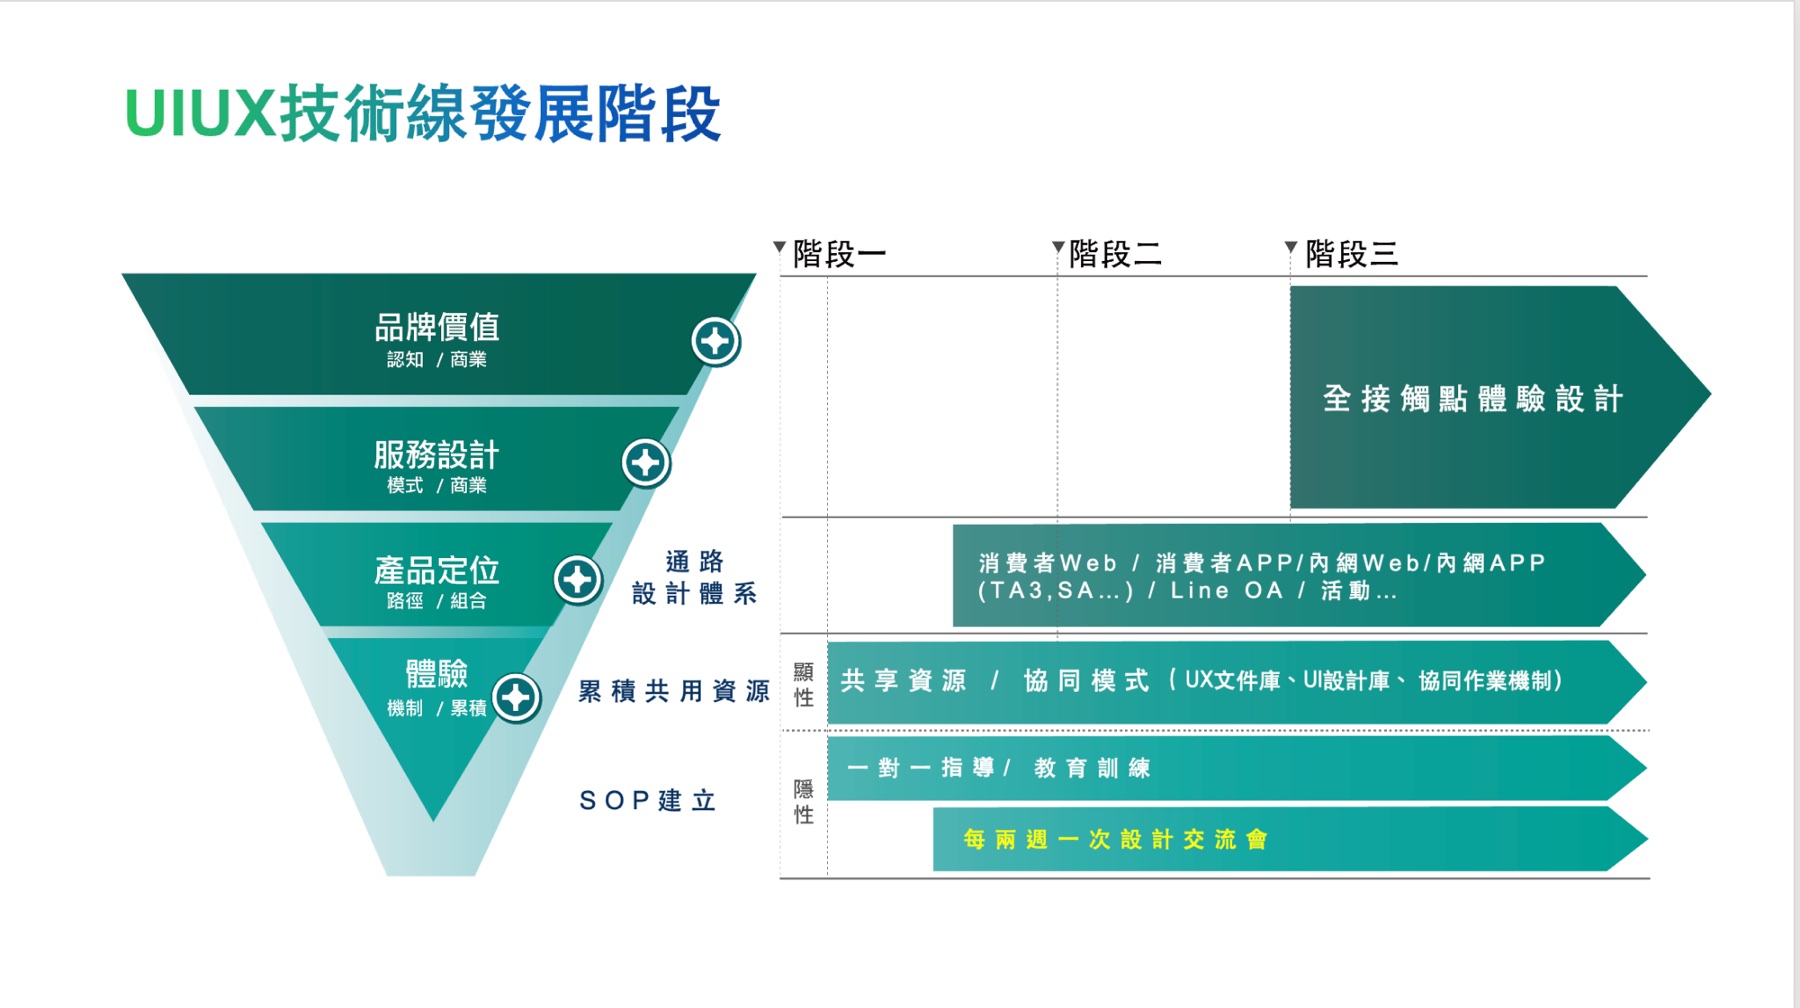 UIUX技術線發展階段
階段一
階段二
階段三
品牌價值
認知 / 商業
服務設計
模式 / 商業
產品定位
路徑 / 組合
體驗
機制 / 累積
通路
設計體系
累積共用資源
SOP建立
全接觸點體驗設計
消費者Web / 消費者APP/內網Web/內網APP
(TA3,SA...) / Line OA / 活動...
顯性
共享資源 / 協同模式（UX文件庫、UI設計庫、協同作業機制）
隱性
一對一指導/ 教育訓練
每兩週一次設計交流會